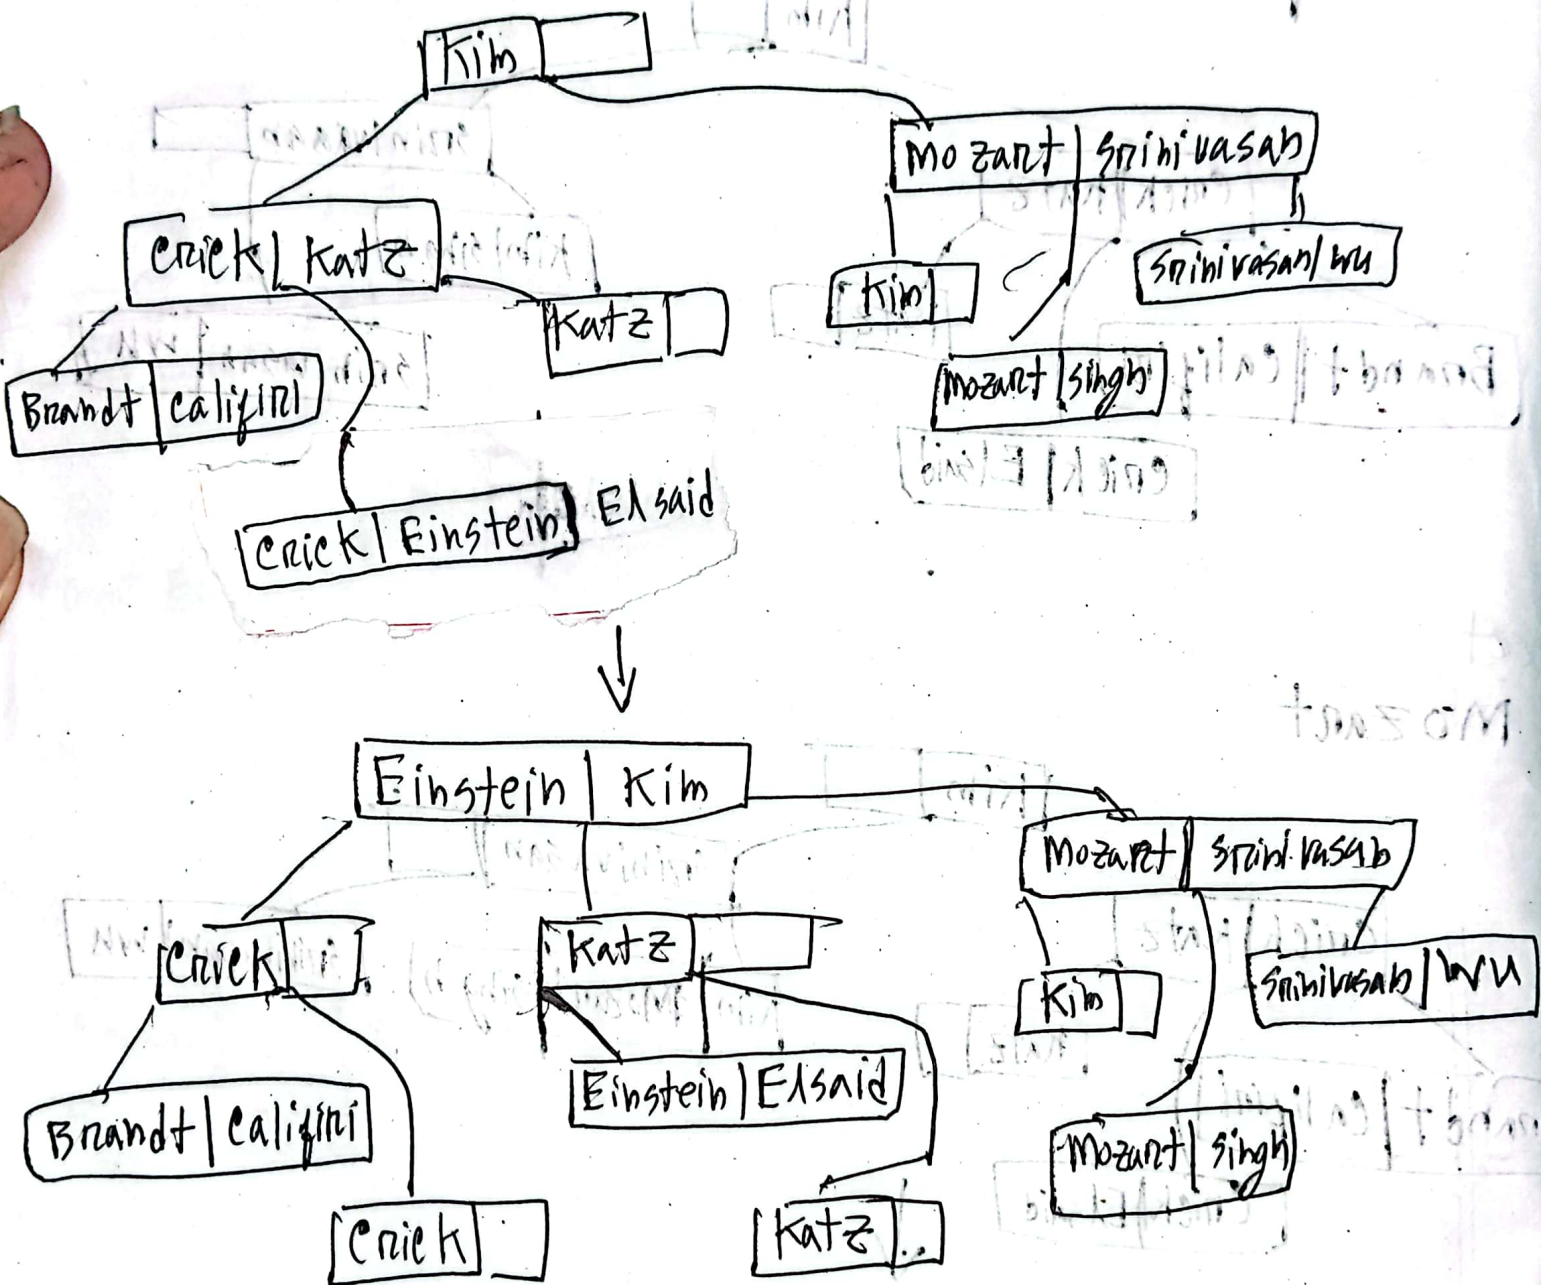 Kim
Mozart Srinivasan
Crick Katz
Kim
Srinivasan Wu
Katz
Mozart Singh
Brandt Califiri
Crick Einstein Elsaid
Einstein Kim
Mozart Srinivasan
Crick
Katz
Kim
Srinivasan Wu
Einstein Elsaid
Brandt Califiri
Mozart Singh
Crick
Katz